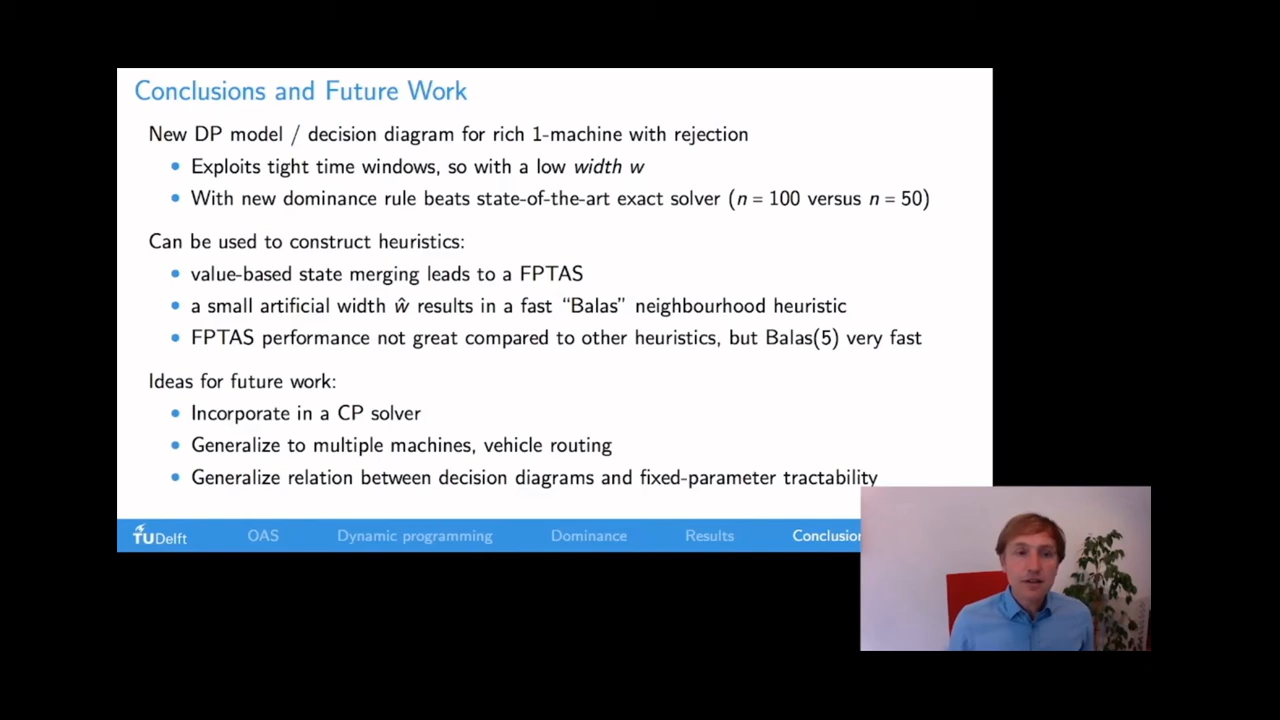 Conclusions and Future Work
New DP model / decision diagram for rich 1-machine with rejection
• Exploits tight time windows, so with a low width w
• With new dominance rule beats state-of-the-art exact solver (n = 100 versus n = 50)
Can be used to construct heuristics:
• value-based state merging leads to a FPTAS
• a small artificial width ŵ results in a fast “Balas” neighbourhood heuristic
• FPTAS performance not great compared to other heuristics, but Balas(5) very fast
Ideas for future work:
• Incorporate in a CP solver
• Generalize to multiple machines, vehicle routing
• Generalize relation between decision diagrams and fixed-parameter tractability
TUDelft OAS Dynamic programming Dominance Results Conclusion